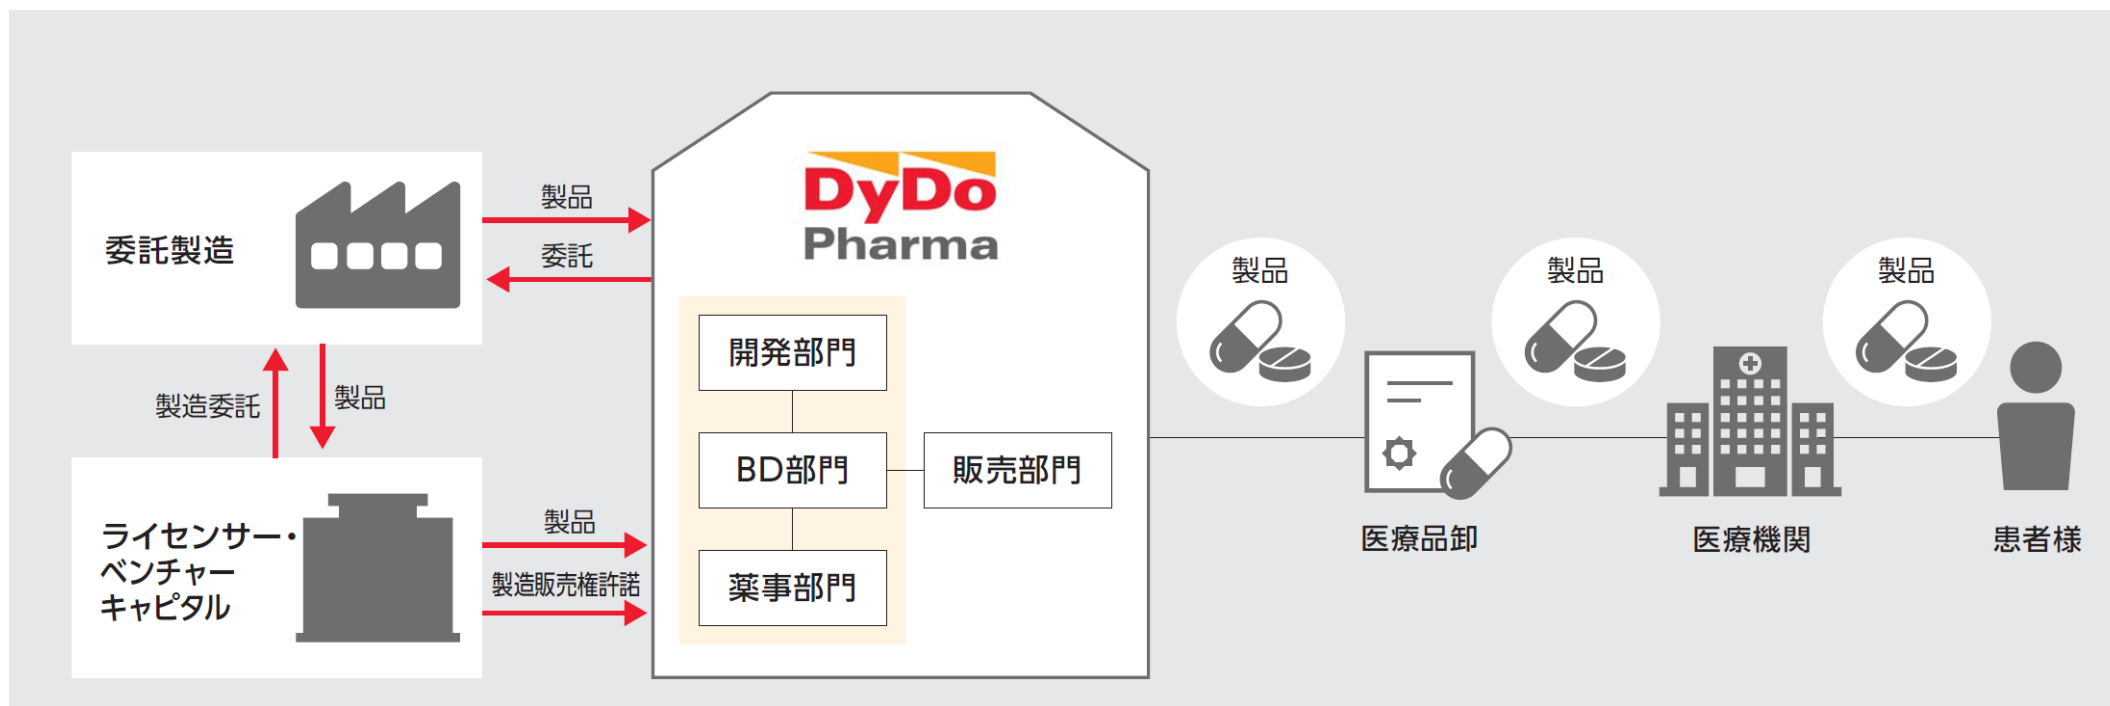 委託製造
製品
委託
製造委託
製品
ライセンサー・
ベンチャー
キャピタル
製品
製造販売権許諾
DyDo
Pharma
開発部門
BD部門
販売部門
薬事部門
製品
製品
製品
医療品卸
医療機関
患者様